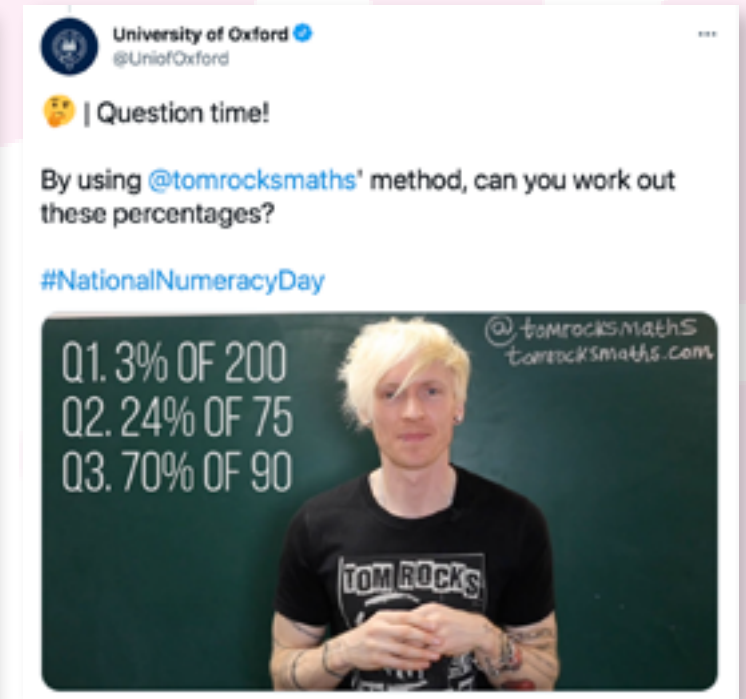 University of Oxford
@UniofOxford
🤔 | Question time!
By using @tomrocksmaths' method, can you work out
these percentages?
#NationalNumeracyDay
@tomrocksmaths
tomrocksmaths.com
Q1. 3% OF 200
Q2. 24% OF 75
Q3. 70% OF 90
TOM ROCKS